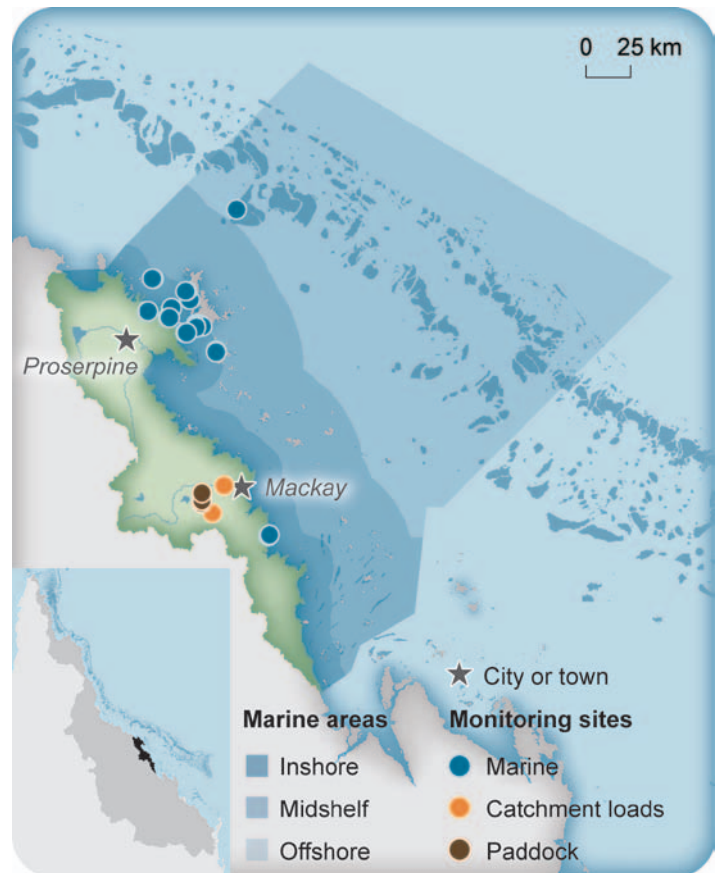 0 25 km
Proserpine
Mackay
City or town
Marine areas
Inshore
Midshelf
Offshore
Monitoring sites
Marine
Catchment loads
Paddock